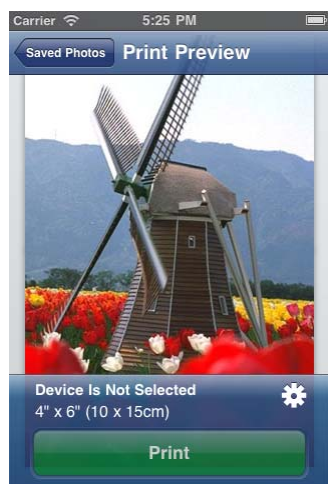 Carrier 5:25 PM
Saved Photos Print Preview
Device Is Not Selected
4" x 6" (10 x 15cm)
Print